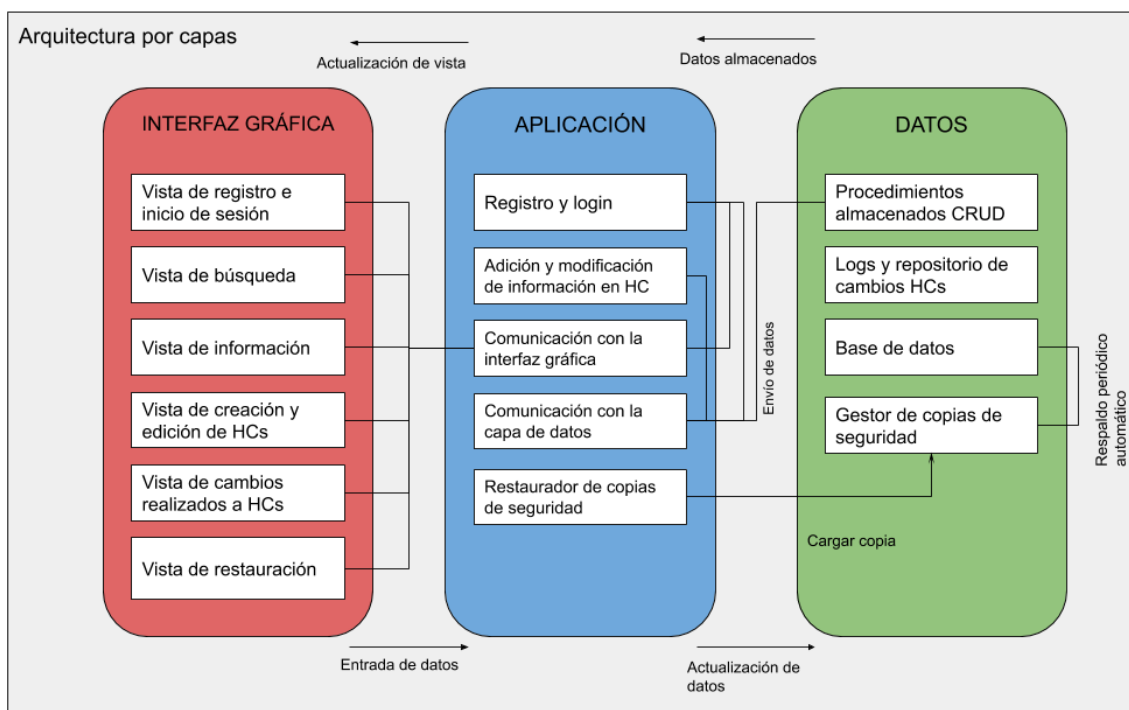 Arquitectura por capas
Actualización de vista
Datos almacenados
INTERFAZ GRÁFICA
Vista de registro e
inicio de sesión
Vista de búsqueda
Vista de información
Vista de creación y
edición de HCs
Vista de cambios
realizados a HCs
Vista de restauración
APLICACIÓN
Registro y login
Adición y modificación
de información en HC
Comunicación con la
interfaz gráfica
Comunicación con la
capa de datos
Restaurador de copias
de seguridad
Envío de datos
DATOS
Procedimientos
almacenados CRUD
Logs y repositorio de
cambios HCs
Base de datos
Gestor de copias de
seguridad
Respaldo periódico
automático
Cargar copia
Entrada de datos
Actualización de
datos